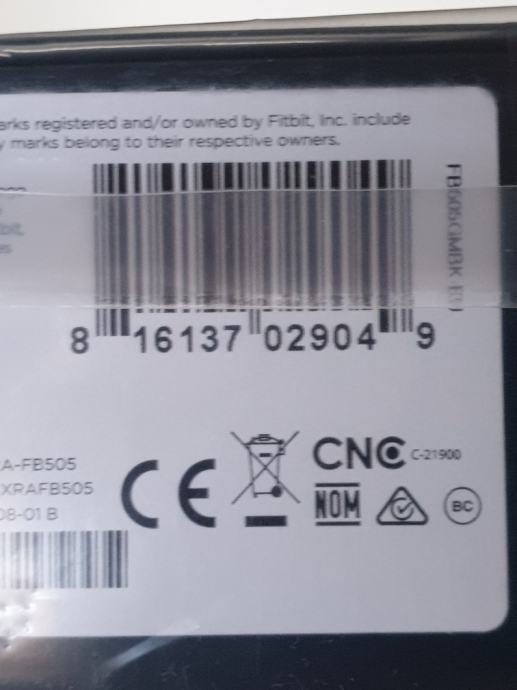 arks registered and/or owned by Fitbit, Inc. include
y marks belong to their respective owners.
FB505GMBK-EU
8 16137 02904 9
A-FB505
XRAFB505
08-01 B
CE
CNC C-21900
NOM
BC